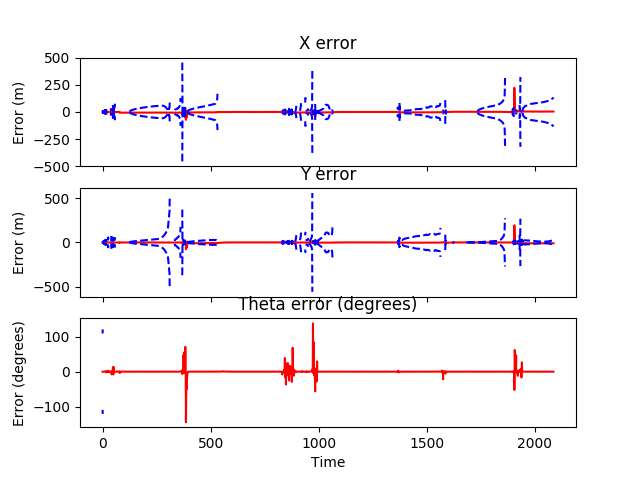 X error
Error (m)
500
250
0
−250
−500
Y error
Error (m)
500
0
−500
Theta error (degrees)
Error (degrees)
100
0
−100
0 500 1000 1500 2000
Time